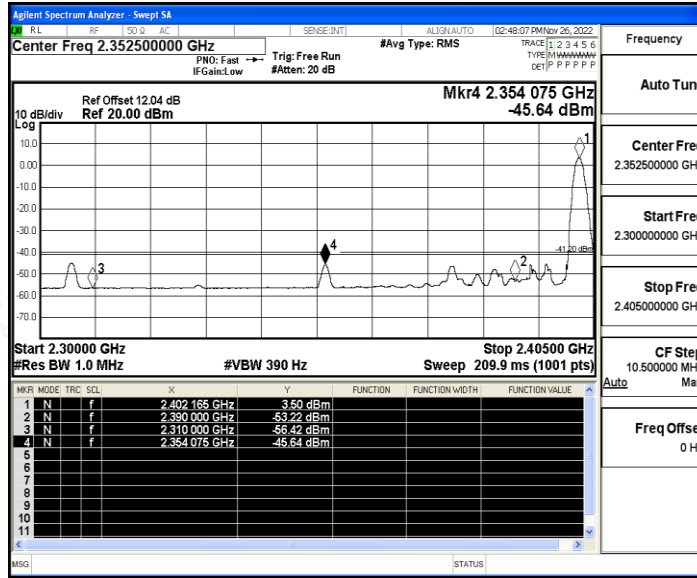 Agilent Spectrum Analyzer - Swept SA
LXI RL RF 50 Ω AC SENSE:INT ALIGN AUTO 02:48:07 PM Nov 26, 2022
Center Freq 2.352500000 GHz #Avg Type: RMS TRACE 1 2 3 4 5 6
PNO: Fast Trig: Free Run TYPE M W W W W W
IFGain:Low #Atten: 20 dB DET P P P P P P
Mkr4 2.354 075 GHz
-45.64 dBm
Ref Offset 12.04 dB
10 dB/div Ref 20.00 dBm
Log
10.0
0.00
-10.0
-20.0
-30.0
-40.0
-50.0
-60.0
-70.0
1
2
3
4
-41.20 dBm
Start 2.30000 GHz Stop 2.40500 GHz
#Res BW 1.0 MHz #VBW 390 Hz Sweep 209.9 ms (1001 pts)
MKR MODE TRC SCL X Y FUNCTION FUNCTION WIDTH FUNCTION VALUE
1 N f 2.402 165 GHz 3.50 dBm
2 N f 2.390 000 GHz -53.22 dBm
3 N f 2.310 000 GHz -56.42 dBm
4 N f 2.354 075 GHz -45.64 dBm
5
6
7
8
9
10
11
MSG STATUS
Frequency
Auto Tun
Center Fre
2.352500000 GH
Start Fre
2.300000000 GH
Stop Fre
2.405000000 GH
CF Step
10.500000 MH
Auto Ma
Freq Offse
0 H